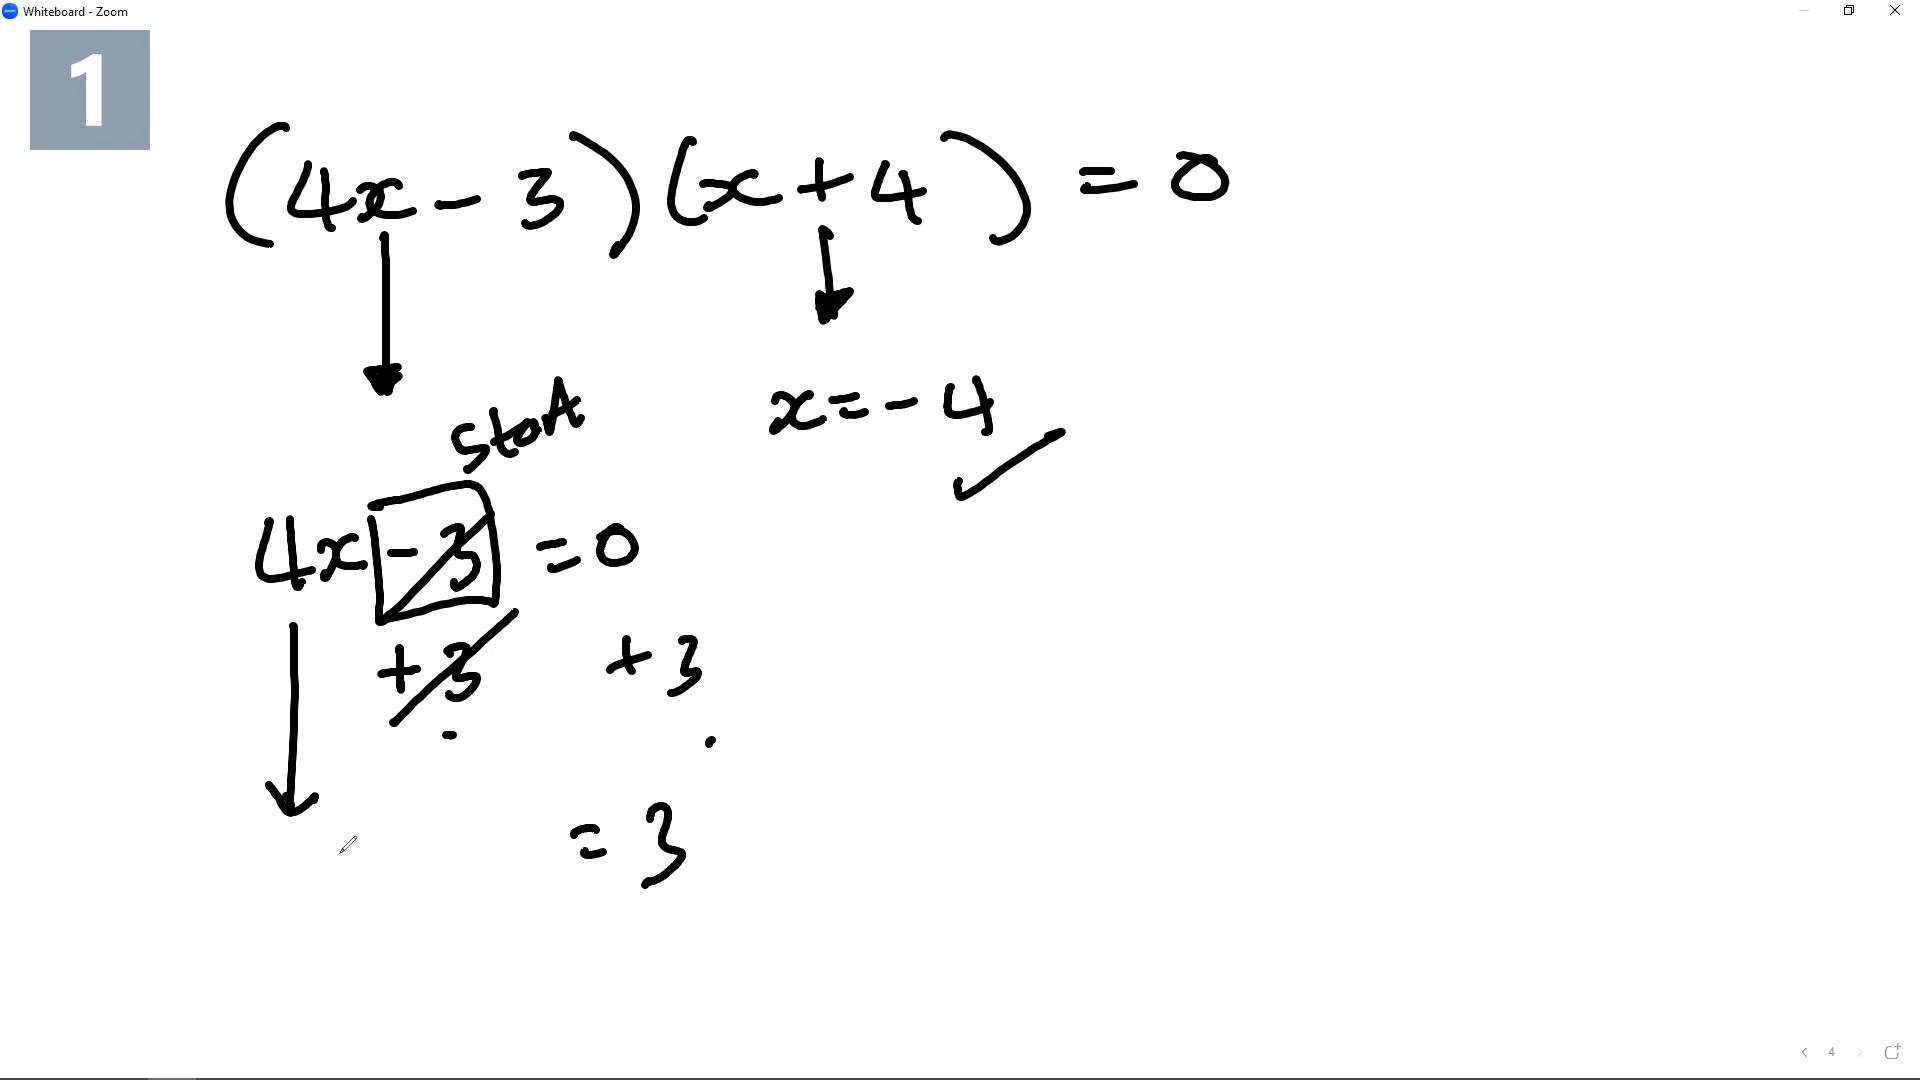 Whiteboard - Zoom
1
(4x - 3)(x + 4) = 0
start
x = - 4
4x - 3 = 0
+ 3 + 3
= 3
4